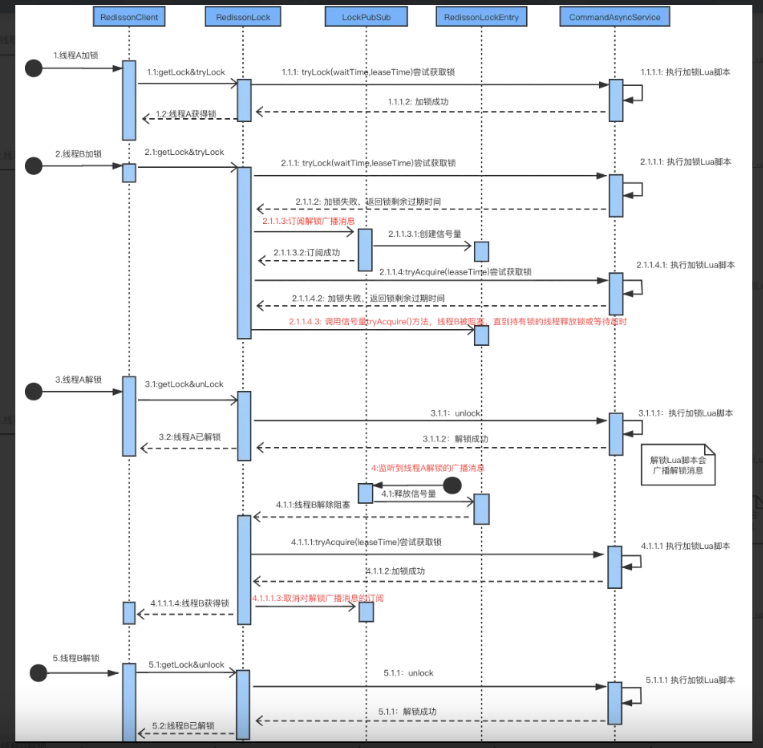 RedissonClient
RedissonLock
LockPubSub
RedissonLockEntry
CommandAsyncService
1.线程A加锁
1.1:getLock&tryLock
1.1.1: tryLock(waitTime,leaseTime)尝试获取锁
1.1.1.1: 执行加锁Lua脚本
1.1.1.2: 加锁成功
1.2:线程A获得锁
2.线程B加锁
2.1:getLock&tryLock
2.1.1: tryLock(waitTime,leaseTime)尝试获取锁
2.1.1.1: 执行加锁Lua脚本
2.1.1.2: 加锁失败，返回锁剩余过期时间
2.1.1.3:订阅解锁广播消息
2.1.1.3.1:创建信号量
2.1.1.3.2:订阅成功
2.1.1.4:tryAcquire(leaseTime)尝试获取锁
2.1.1.4.1: 执行加锁Lua脚本
2.1.1.4.2: 加锁失败，返回锁剩余过期时间
2.1.1.4.3: 调用信号量tryAcquire()方法，线程B被阻塞，直到持有锁的线程释放锁或等待超时
3.线程A解锁
3.1:getLock&unLock
3.1.1：unlock
3.1.1.1：执行加锁Lua脚本
3.1.1.2：解锁成功
3.2:线程A已解锁
解锁Lua脚本会
广播解锁消息
4:监听到线程A解锁的广播消息
4.1:释放信号量
4.1.1:线程B解除阻塞
4.1.1.1:tryAcquire(leaseTime)尝试获取锁
4.1.1.1 执行加锁Lua脚本
4.1.1.2:加锁成功
4.1.1.1.3:取消对解锁广播消息的订阅
4.1.1.1.4:线程B获得锁
5.线程B解锁
5.1:getLock&unlock
5.1.1：unlock
5.1.1.1 执行加锁Lua脚本
5.1.1：解锁成功
5.2:线程B已解锁